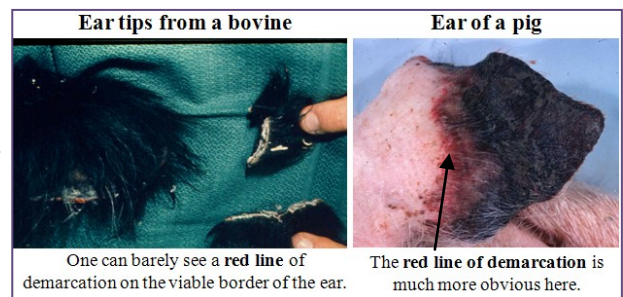 Ear tips from a bovine
One can barely see a red line of
demarcation on the viable border of the ear.
Ear of a pig
The red line of demarcation is
much more obvious here.